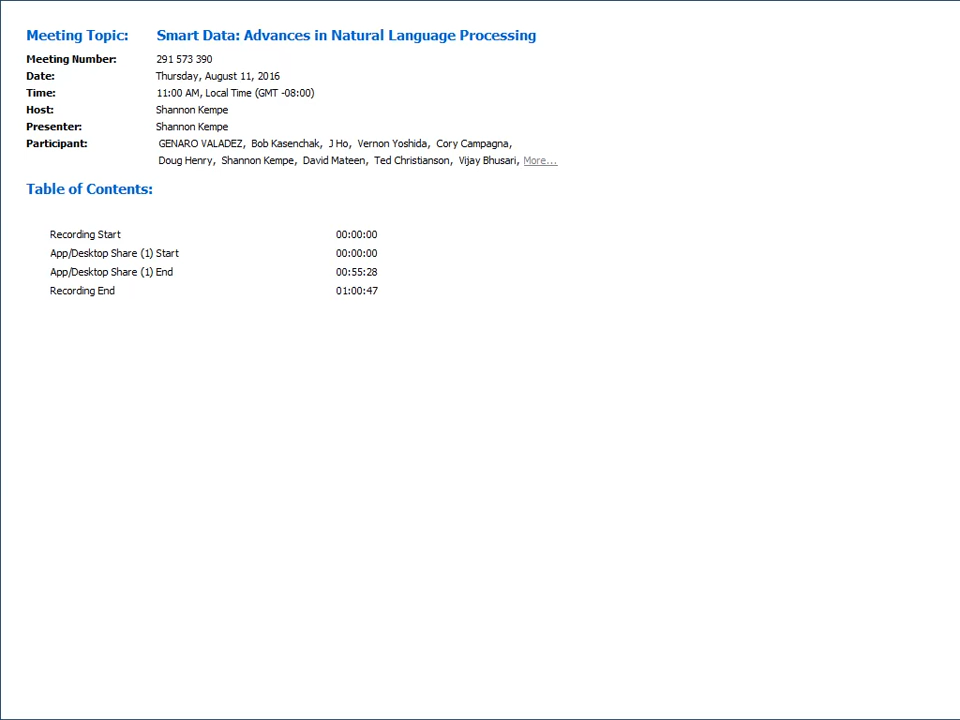 Meeting Topic: Smart Data: Advances in Natural Language Processing
Meeting Number: 291 573 390
Date: Thursday, August 11, 2016
Time: 11:00 AM, Local Time (GMT -08:00)
Host: Shannon Kempe
Presenter: Shannon Kempe
Participant: GENARO VALADEZ, Bob Kasenchak, J Ho, Vernon Yoshida, Cory Campagna,
Doug Henry, Shannon Kempe, David Mateen, Ted Christianson, Vijay Bhusari, More...
Table of Contents:
Recording Start 00:00:00
App/Desktop Share (1) Start 00:00:00
App/Desktop Share (1) End 00:55:28
Recording End 01:00:47